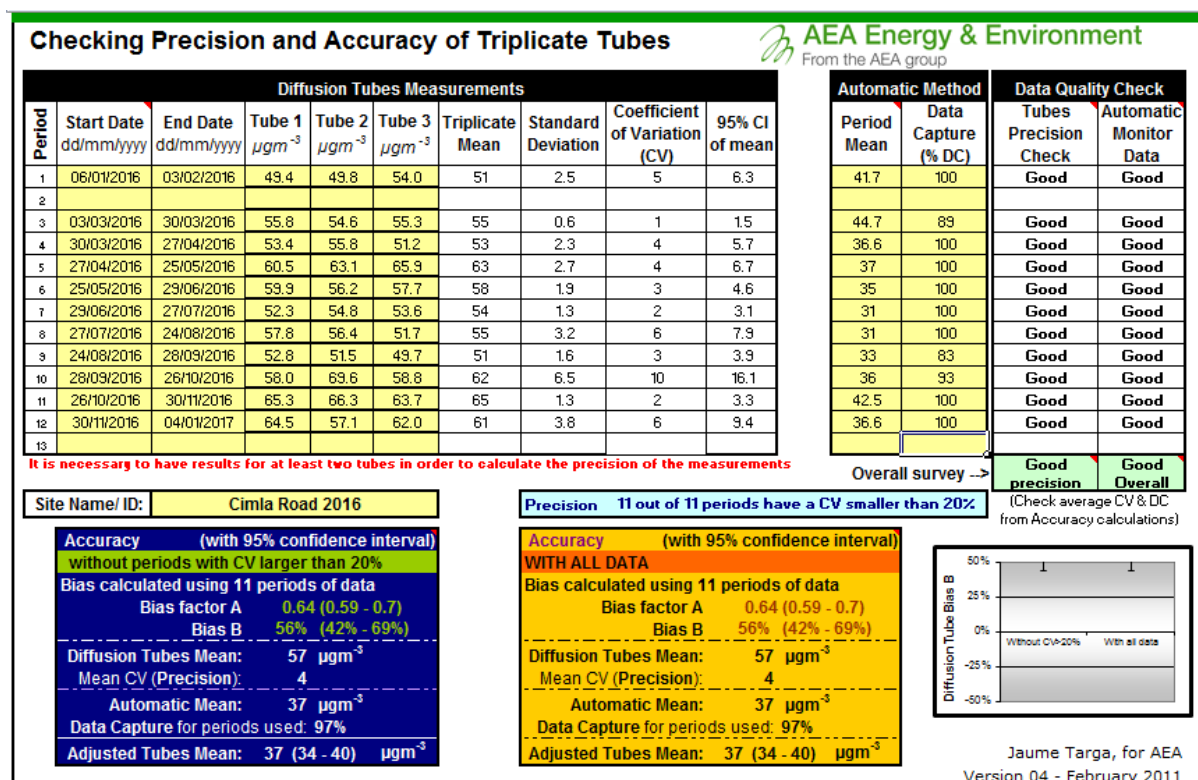 Checking Precision and Accuracy of Triplicate Tubes
AEA Energy & Environment
From the AEA group
Diffusion Tubes Measurements
Automatic Method
Data Quality Check
Period
Start Date dd/mm/yyyy
End Date dd/mm/yyyy
Tube 1 µgm-3
Tube 2 µgm-3
Tube 3 µgm-3
Triplicate Mean
Standard Deviation
Coefficient of Variation (CV)
95% CI of mean
Period Mean
Data Capture (% DC)
Tubes Precision Check
Automatic Monitor Data
1 06/01/2016 03/02/2016 49.4 49.8 54.0 51 2.5 5 6.3 41.7 100 Good Good
2
3 03/03/2016 30/03/2016 55.8 54.6 55.3 55 0.6 1 1.5 44.7 89 Good Good
4 30/03/2016 27/04/2016 53.4 55.8 51.2 53 2.3 4 5.7 36.6 100 Good Good
5 27/04/2016 25/05/2016 60.5 63.1 65.9 63 2.7 4 6.7 37 100 Good Good
6 25/05/2016 29/06/2016 59.9 56.2 57.7 58 1.9 3 4.6 35 100 Good Good
7 29/06/2016 27/07/2016 52.3 54.8 53.6 54 1.3 2 3.1 31 100 Good Good
8 27/07/2016 24/08/2016 57.8 56.4 51.7 55 3.2 6 7.9 31 100 Good Good
9 24/08/2016 28/09/2016 52.8 51.5 49.7 51 1.6 3 3.9 33 83 Good Good
10 28/09/2016 26/10/2016 58.0 69.6 58.8 62 6.5 10 16.1 36 93 Good Good
11 26/10/2016 30/11/2016 65.3 66.3 63.7 65 1.3 2 3.3 42.5 100 Good Good
12 30/11/2016 04/01/2017 64.5 57.1 62.0 61 3.8 6 9.4 36.6 100 Good Good
13
It is necessary to have results for at least two tubes in order to calculate the precision of the measurements
Overall survey -->
Good precision
Good Overall
Site Name/ ID: Cimla Road 2016
Precision 11 out of 11 periods have a CV smaller than 20%
(Check average CV & DC
from Accuracy calculations)
Accuracy (with 95% confidence interval)
without periods with CV larger than 20%
Bias calculated using 11 periods of data
Bias factor A 0.64 (0.59 - 0.7)
Bias B 56% (42% - 69%)
Diffusion Tubes Mean: 57 µgm-3
Mean CV (Precision): 4
Automatic Mean: 37 µgm-3
Data Capture for periods used: 97%
Adjusted Tubes Mean: 37 (34 - 40) µgm-3
Accuracy (with 95% confidence interval)
WITH ALL DATA
Bias calculated using 11 periods of data
Bias factor A 0.64 (0.59 - 0.7)
Bias B 56% (42% - 69%)
Diffusion Tubes Mean: 57 µgm-3
Mean CV (Precision): 4
Automatic Mean: 37 µgm-3
Data Capture for periods used: 97%
Adjusted Tubes Mean: 37 (34 - 40) µgm-3
Diffusion Tube Bias B
50%
25%
0%
-25%
-50%
Without CV>20%
With all data
Jaume Targa, for AEA
Version 04 - February 2011